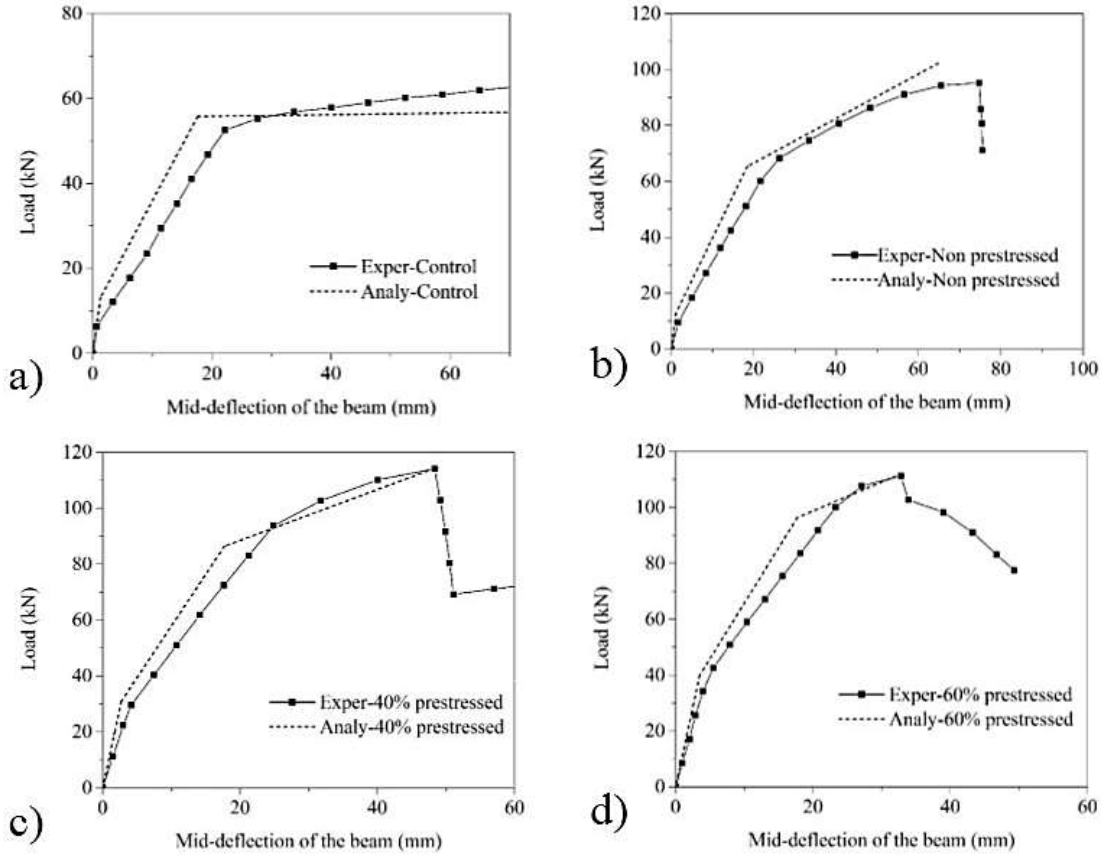 80
60
40
20
0
Load (kN)
Exper-Control
Analy-Control
0 20 40 60
Mid-deflection of the beam (mm)
a)
120
100
80
60
40
20
0
Load (kN)
Exper-Non prestressed
Analy-Non prestressed
0 20 40 60 80 100
Mid-deflection of the beam (mm)
b)
120
100
80
60
40
20
0
Load (kN)
Exper-40% prestressed
Analy-40% prestressed
0 20 40 60
Mid-deflection of the beam (mm)
c)
120
100
80
60
40
20
0
Load (kN)
Exper-60% prestressed
Analy-60% prestressed
0 20 40 60
Mid-deflection of the beam (mm)
d)